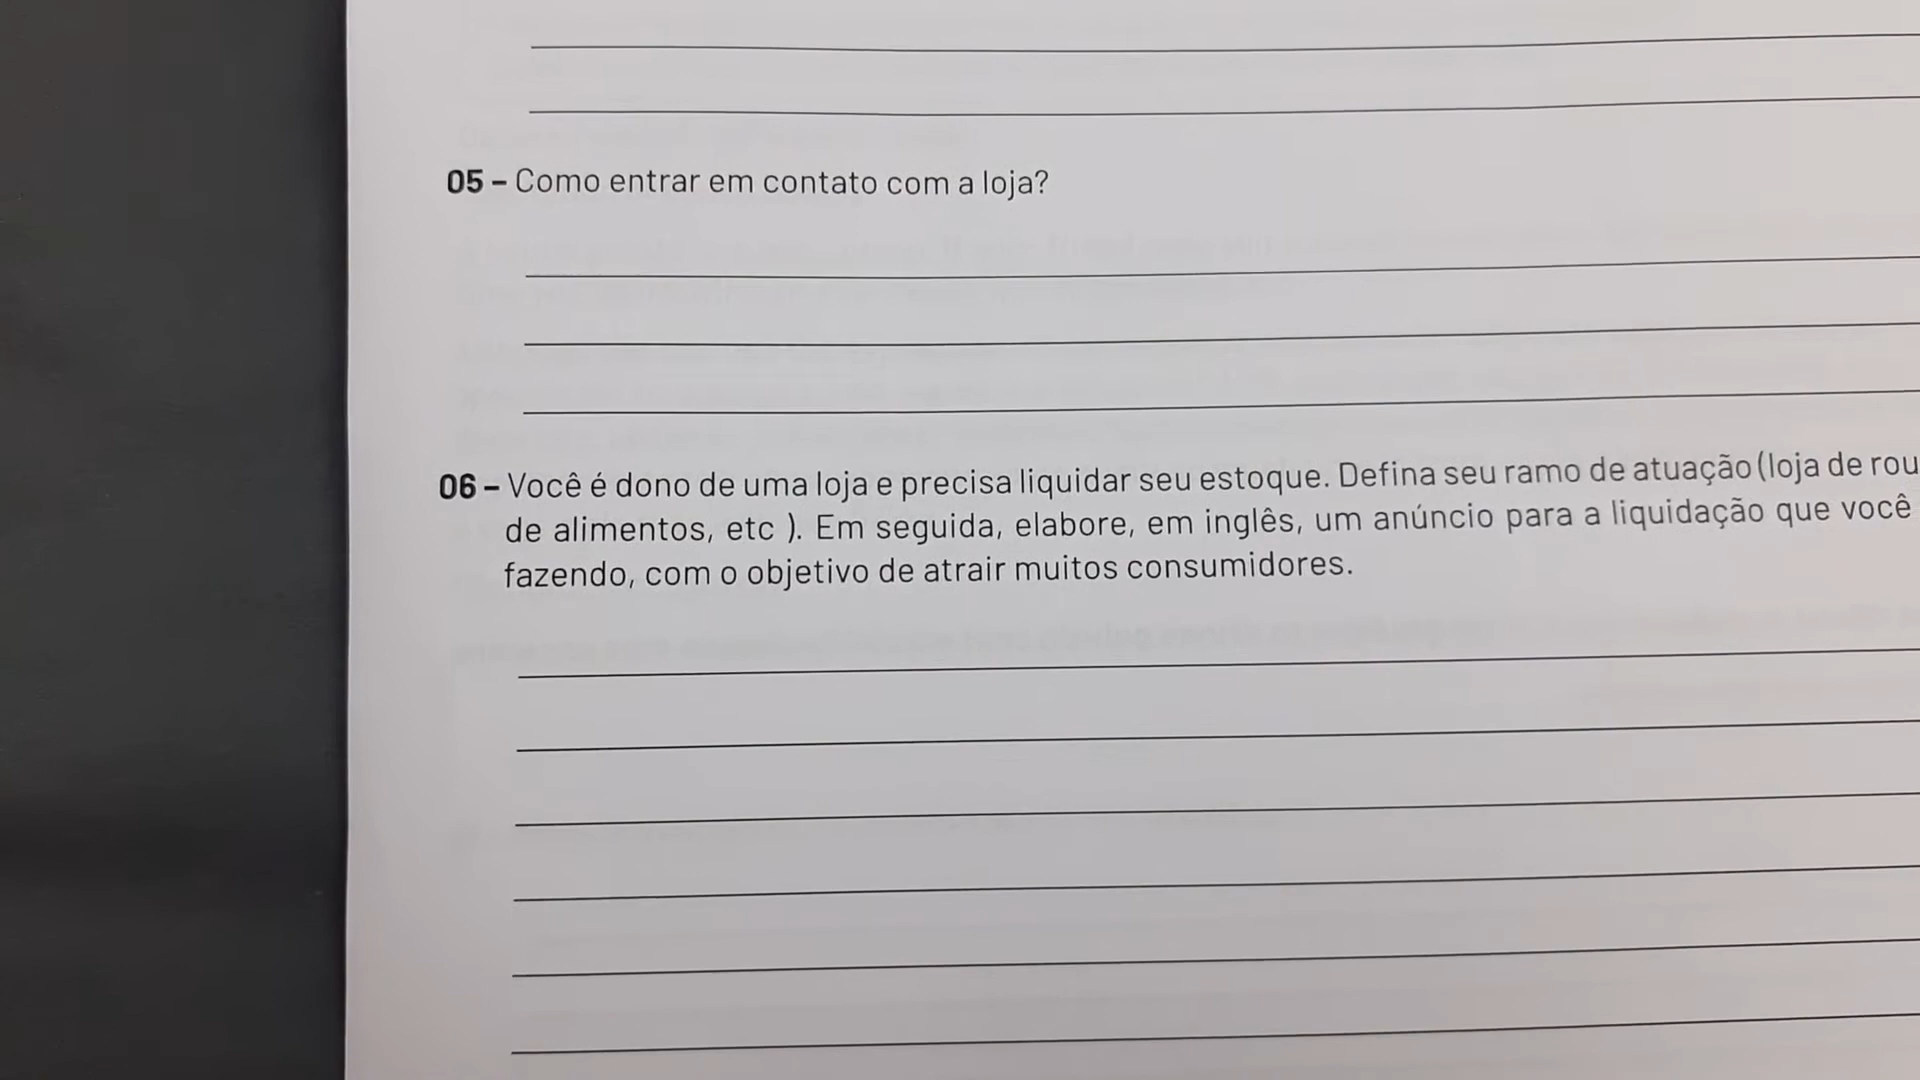 05 – Como entrar em contato com a loja?
06 – Você é dono de uma loja e precisa liquidar seu estoque. Defina seu ramo de atuação (loja de rou
de alimentos, etc ). Em seguida, elabore, em inglês, um anúncio para a liquidação que você
fazendo, com o objetivo de atrair muitos consumidores.